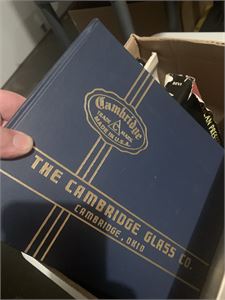 Cambridge
TRADE C MARK
MADE IN U.S.A.
THE CAMBRIDGE GLASS CO.
CAMBRIDGE, OHIO